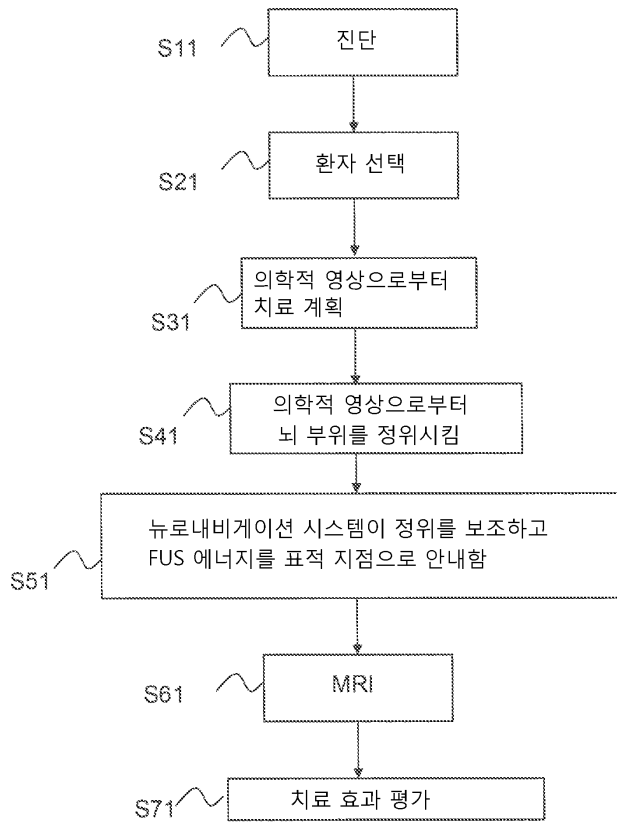 S11
진단
S21
환자 선택
S31
의학적 영상으로부터
치료 계획
S41
의학적 영상으로부터
뇌 부위를 정위시킴
S51
뉴로내비게이션 시스템이 정위를 보조하고
FUS 에너지를 표적 지점으로 안내함
S61
MRI
S71
치료 효과 평가